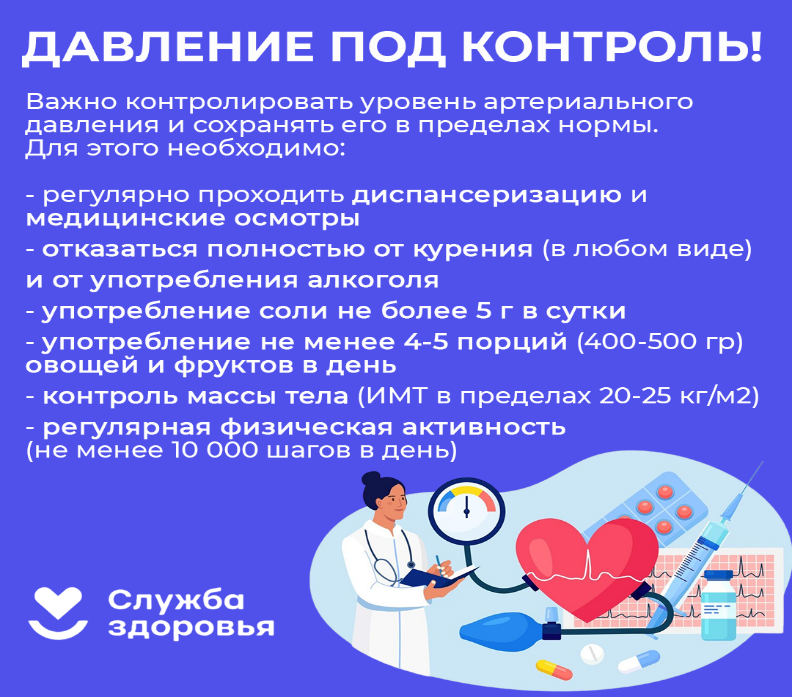 ДАВЛЕНИЕ ПОД КОНТРОЛЬ!
Важно контролировать уровень артериального
давления и сохранять его в пределах нормы.
Для этого необходимо:
- регулярно проходить диспансеризацию и
медицинские осмотры
- отказаться полностью от курения (в любом виде)
и от употребления алкоголя
- употребление соли не более 5 г в сутки
- употребление не менее 4-5 порций (400-500 гр)
овощей и фруктов в день
- контроль массы тела (ИМТ в пределах 20-25 кг/м2)
- регулярная физическая активность
(не менее 10 000 шагов в день)
Служба
здоровья